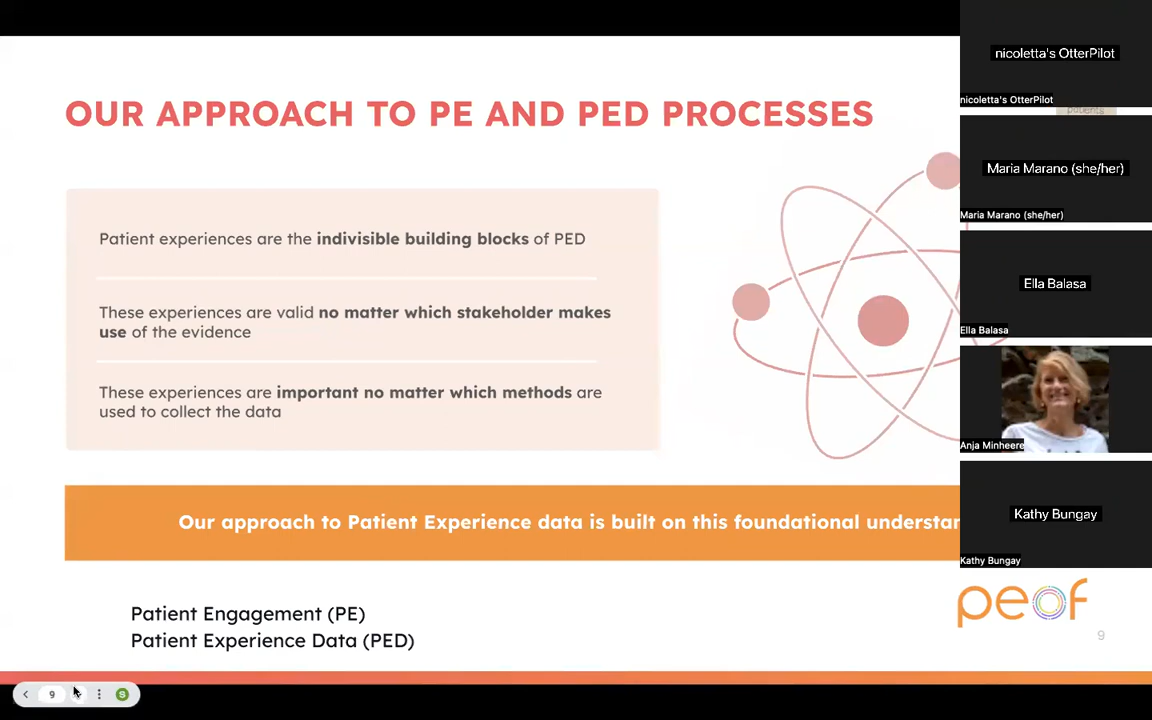 OUR APPROACH TO PE AND PED PROCESSES
Patient experiences are the indivisible building blocks of PED
These experiences are valid no matter which stakeholder makes
use of the evidence
These experiences are important no matter which methods are
used to collect the data
Our approach to Patient Experience data is built on this foundational
Patient Engagement (PE)
Patient Experience Data (PED)
peof
9
9
S
nicoletta's OtterPilot
nicoletta's OtterPilot
patients
Maria Marano (she/her)
Maria Marano (she/her)
Ella Balasa
Ella Balasa
Anja Minheere
Kathy Bungay
Kathy Bungay